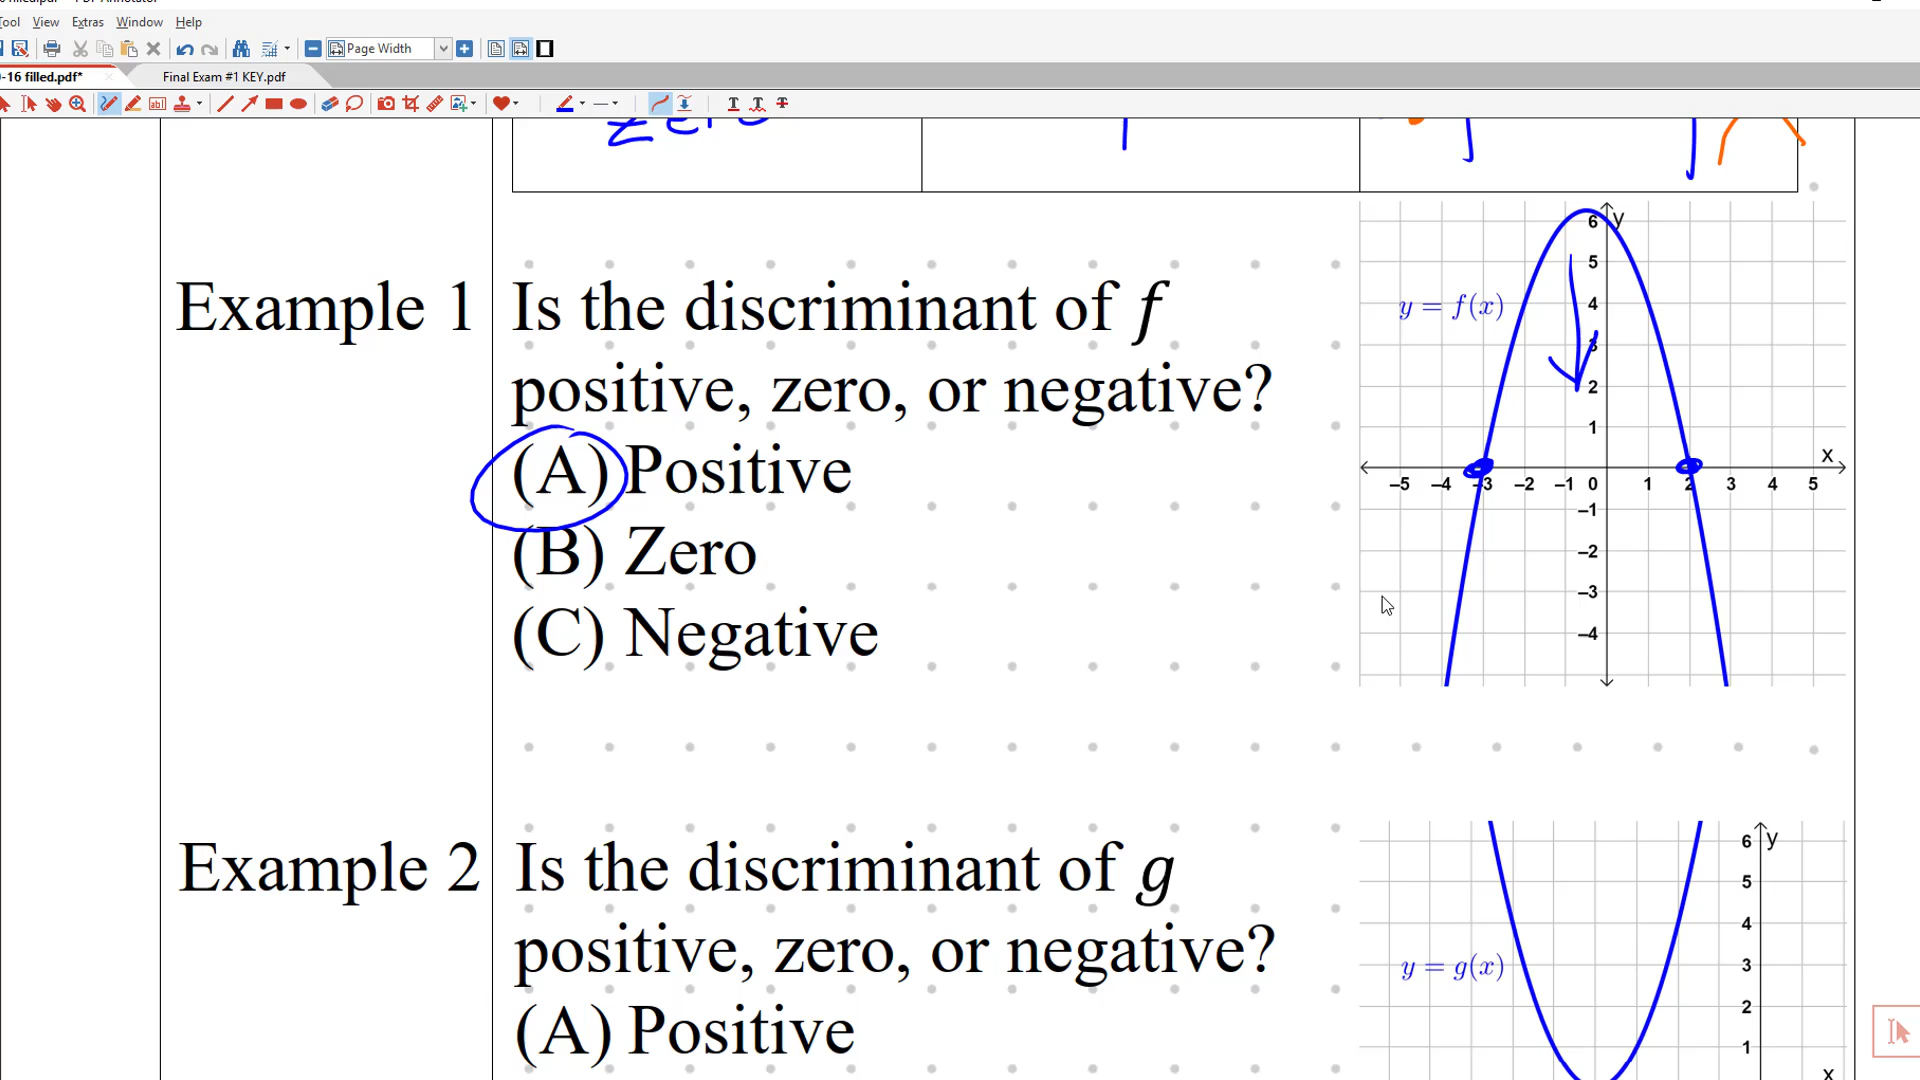 Tool View Extras Window Help
Page Width
-16 filled.pdf* Final Exam #1 KEY.pdf
zero
Example 1 Is the discriminant of f
positive, zero, or negative?
(A) Positive
(B) Zero
(C) Negative
y = f(x)
y
6
5
4
3
2
1
x
-5 -4 -3 -2 -1 0 1 2 3 4 5
-1
-2
-3
-4
Example 2 Is the discriminant of g
positive, zero, or negative?
(A) Positive
y = g(x)
y
6
5
4
3
2
1
x